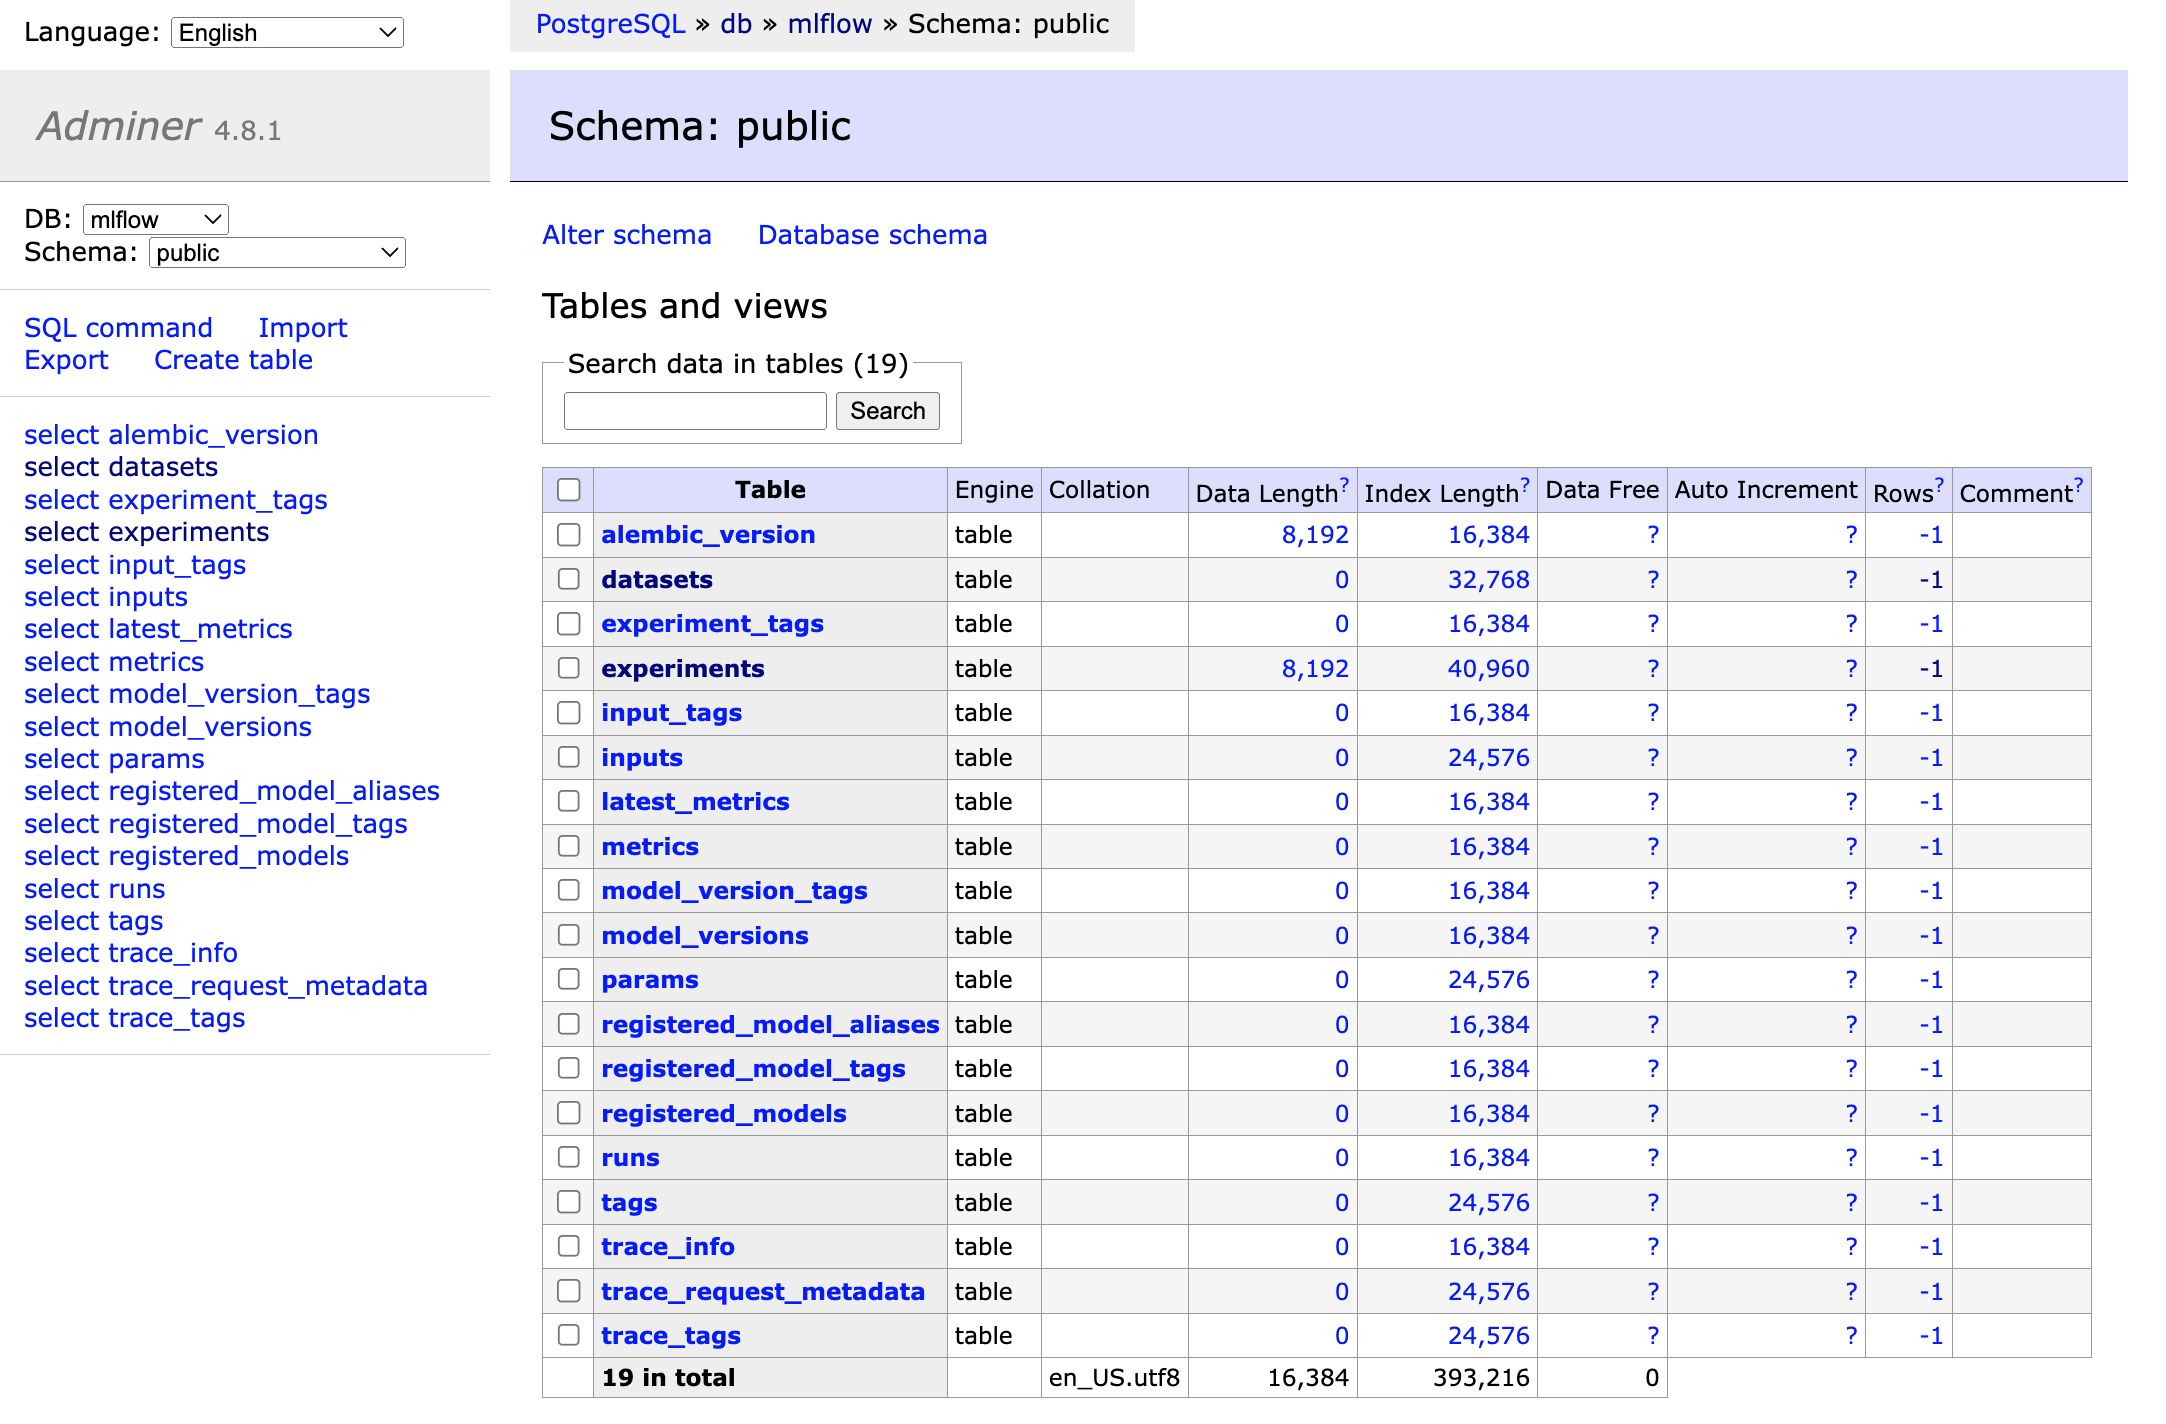 Language: English
PostgreSQL » db » mlflow » Schema: public
Adminer 4.8.1
Schema: public
DB: mlflow
Schema: public
Alter schema Database schema
SQL command Import
Export Create table
Tables and views
Search data in tables (19)
Search
select alembic_version
select datasets
select experiment_tags
select experiments
select input_tags
select inputs
select latest_metrics
select metrics
select model_version_tags
select model_versions
select params
select registered_model_aliases
select registered_model_tags
select registered_models
select runs
select tags
select trace_info
select trace_request_metadata
select trace_tags
Table Engine Collation Data Length? Index Length? Data Free Auto Increment Rows? Comment?
alembic_version table 8,192 16,384 ? ? -1
datasets table 0 32,768 ? ? -1
experiment_tags table 0 16,384 ? ? -1
experiments table 8,192 40,960 ? ? -1
input_tags table 0 16,384 ? ? -1
inputs table 0 24,576 ? ? -1
latest_metrics table 0 16,384 ? ? -1
metrics table 0 16,384 ? ? -1
model_version_tags table 0 16,384 ? ? -1
model_versions table 0 16,384 ? ? -1
params table 0 24,576 ? ? -1
registered_model_aliases table 0 16,384 ? ? -1
registered_model_tags table 0 16,384 ? ? -1
registered_models table 0 16,384 ? ? -1
runs table 0 16,384 ? ? -1
tags table 0 24,576 ? ? -1
trace_info table 0 16,384 ? ? -1
trace_request_metadata table 0 24,576 ? ? -1
trace_tags table 0 24,576 ? ? -1
19 in total en_US.utf8 16,384 393,216 0